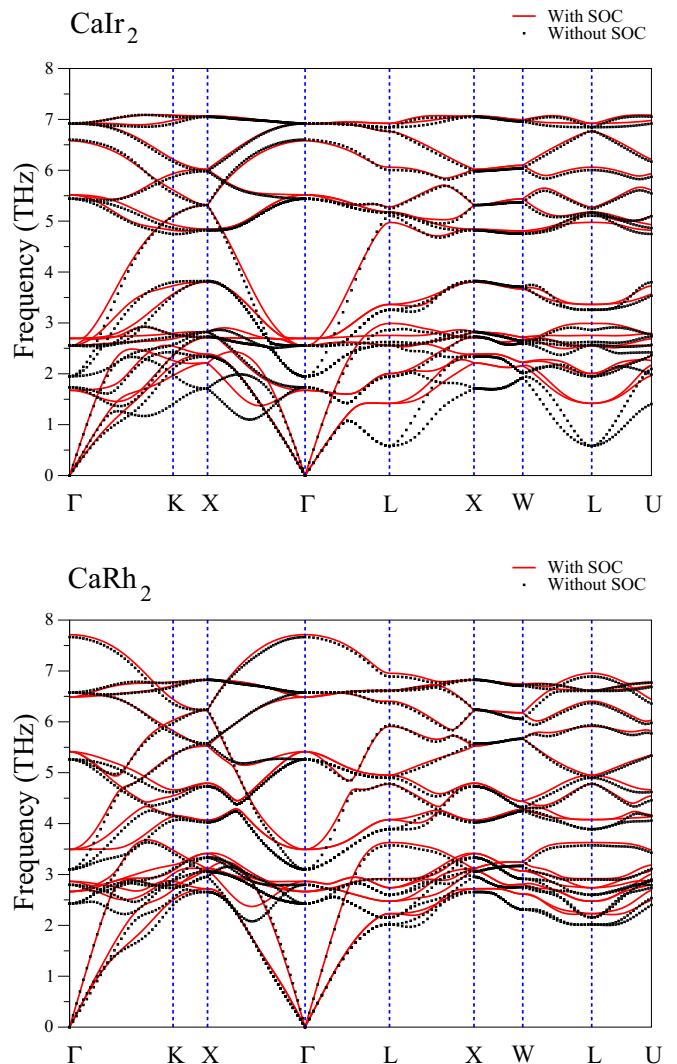 CaIr₂
With SOC
Without SOC
8
7
6
5
4
3
2
1
0
Frequency (THz)
Γ K X Γ L X W L U
CaRh₂
With SOC
Without SOC
8
7
6
5
4
3
2
1
0
Frequency (THz)
Γ K X Γ L X W L U